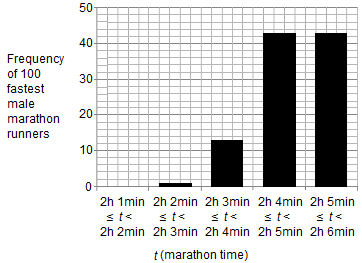 Frequency
of 100
fastest
male
marathon
runners
50
40
30
20
10
0
2h 1min 2h 2min 2h 3min 2h 4min 2h 5min
≤ t < ≤ t < ≤ t < ≤ t < ≤ t <
2h 2min 2h 3min 2h 4min 2h 5min 2h 6min
t (marathon time)